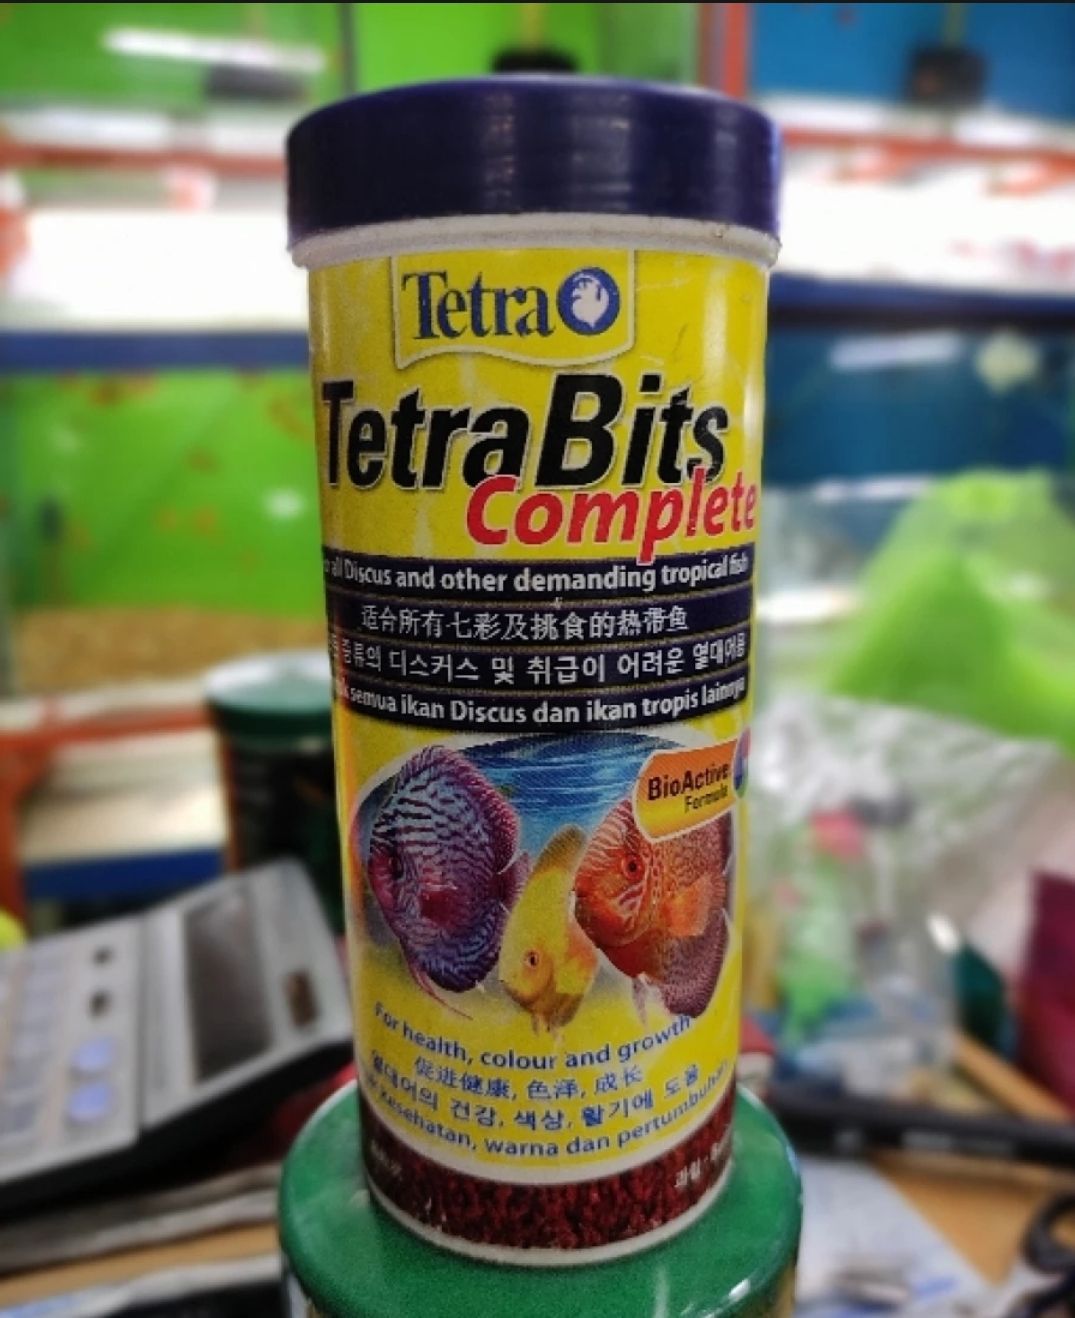 Tetra
TetraBits
Complete
all Discus and other demanding tropical fish
适合所有七彩及挑食的热带鱼
종류의 디스커스 및 취급이 어려운 열대어용
semua ikan Discus dan ikan tropis lainnya
BioActive
Formula
For health, colour and growth
促进健康, 色泽, 成长
열대어의 건강, 색상, 활기에 도움
kesehatan, warna dan pertumbuhan